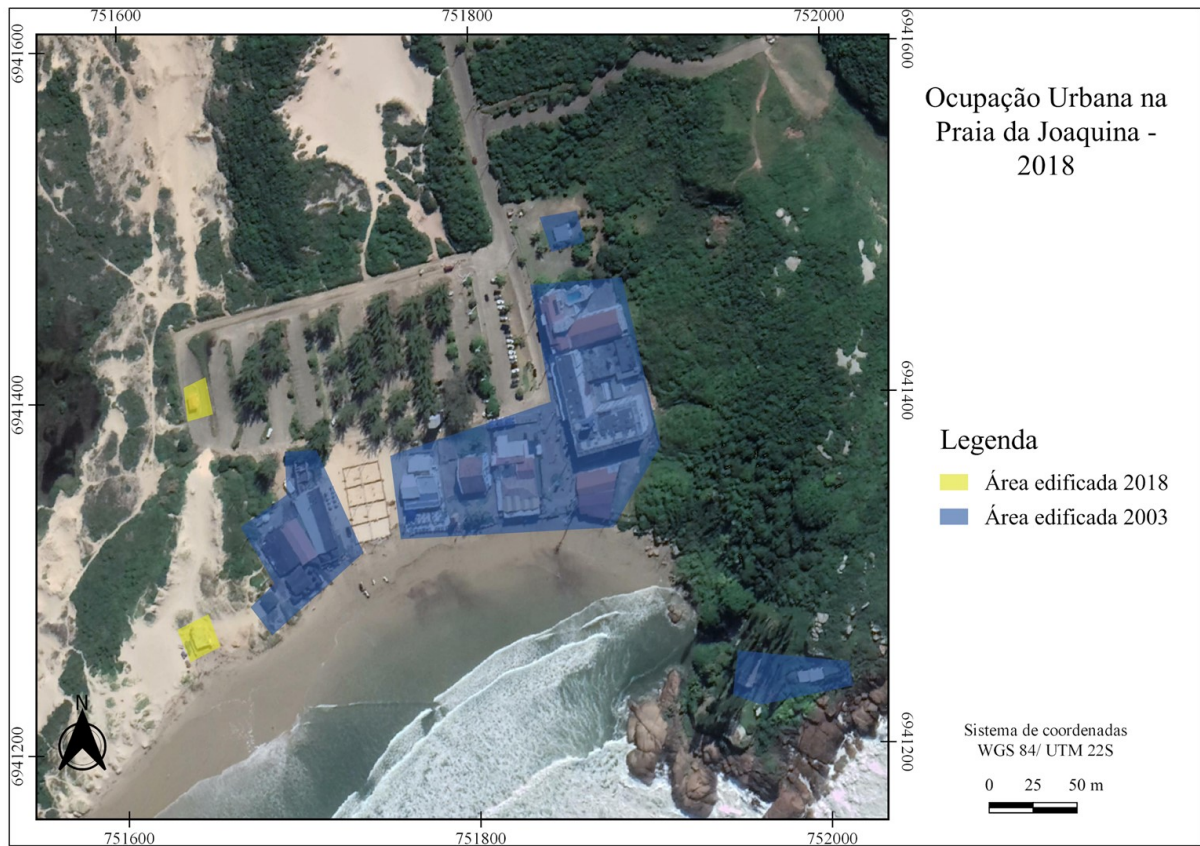 751600
751800
752000
6941600
6941600
Ocupação Urbana na
Praia da Joaquina -
2018
6941400
6941400
Legenda
Área edificada 2018
Área edificada 2003
N
6941200
6941200
Sistema de coordenadas
WGS 84/ UTM 22S
0 25 50 m
751600
751800
752000